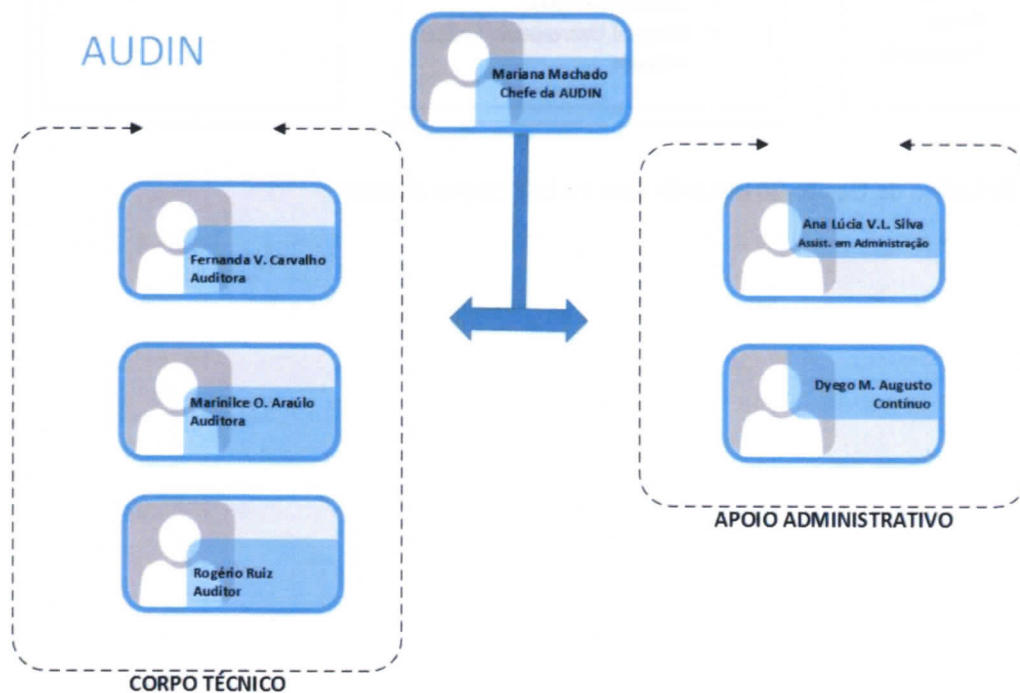 AUDIN
Mariana Machado
Chefe da AUDIN
Fernanda V. Carvalho
Auditora
Marinilce O. Araúlo
Auditora
Rogério Ruiz
Auditor
CORPO TÉCNICO
Ana Lúcia V.L. Silva
Assist. em Administração
Dyego M. Augusto
Contínuo
APOIO ADMINISTRATIVO